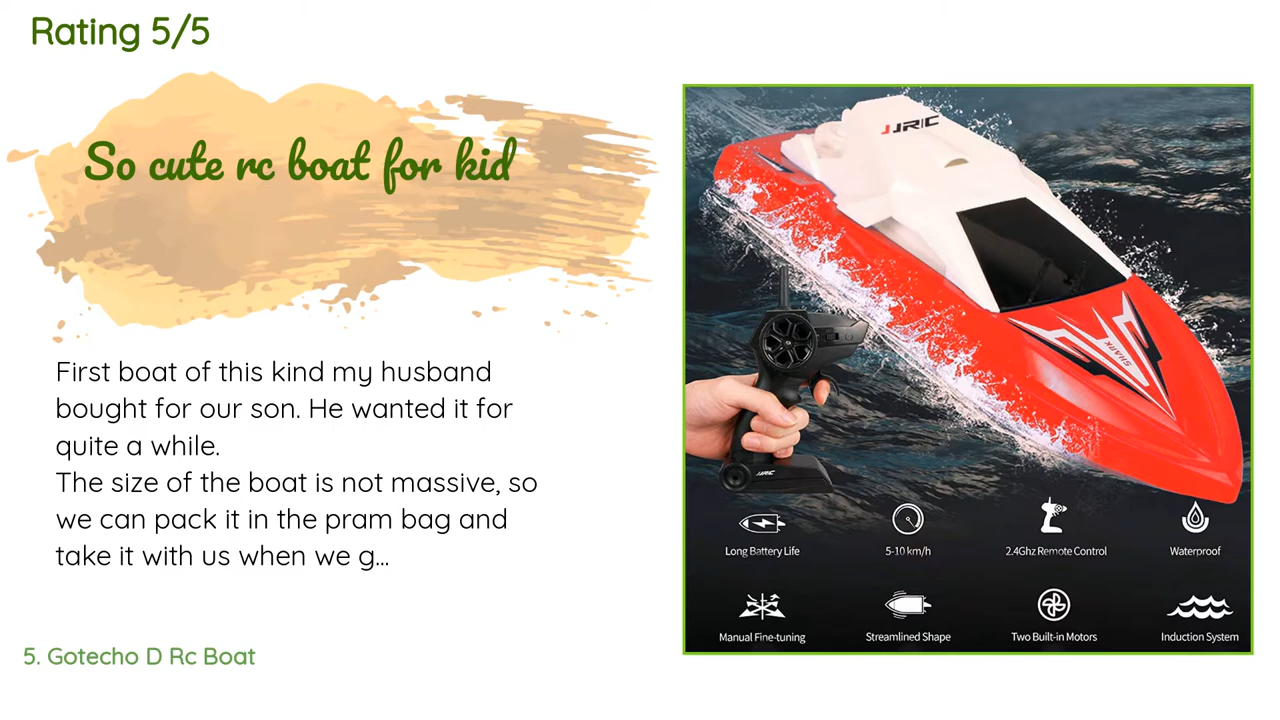 Rating 5/5
So cute rc boat for kid
First boat of this kind my husband
bought for our son. He wanted it for
quite a while.
The size of the boat is not massive, so
we can pack it in the pram bag and
take it with us when we g...
5. Gotecho D Rc Boat
JJRC
SHARK
JJRC
Long Battery Life
5-10 km/h
2.4Ghz Remote Control
Waterproof
Manual Fine-tuning
Streamlined Shape
Two Built-in Motors
Induction System